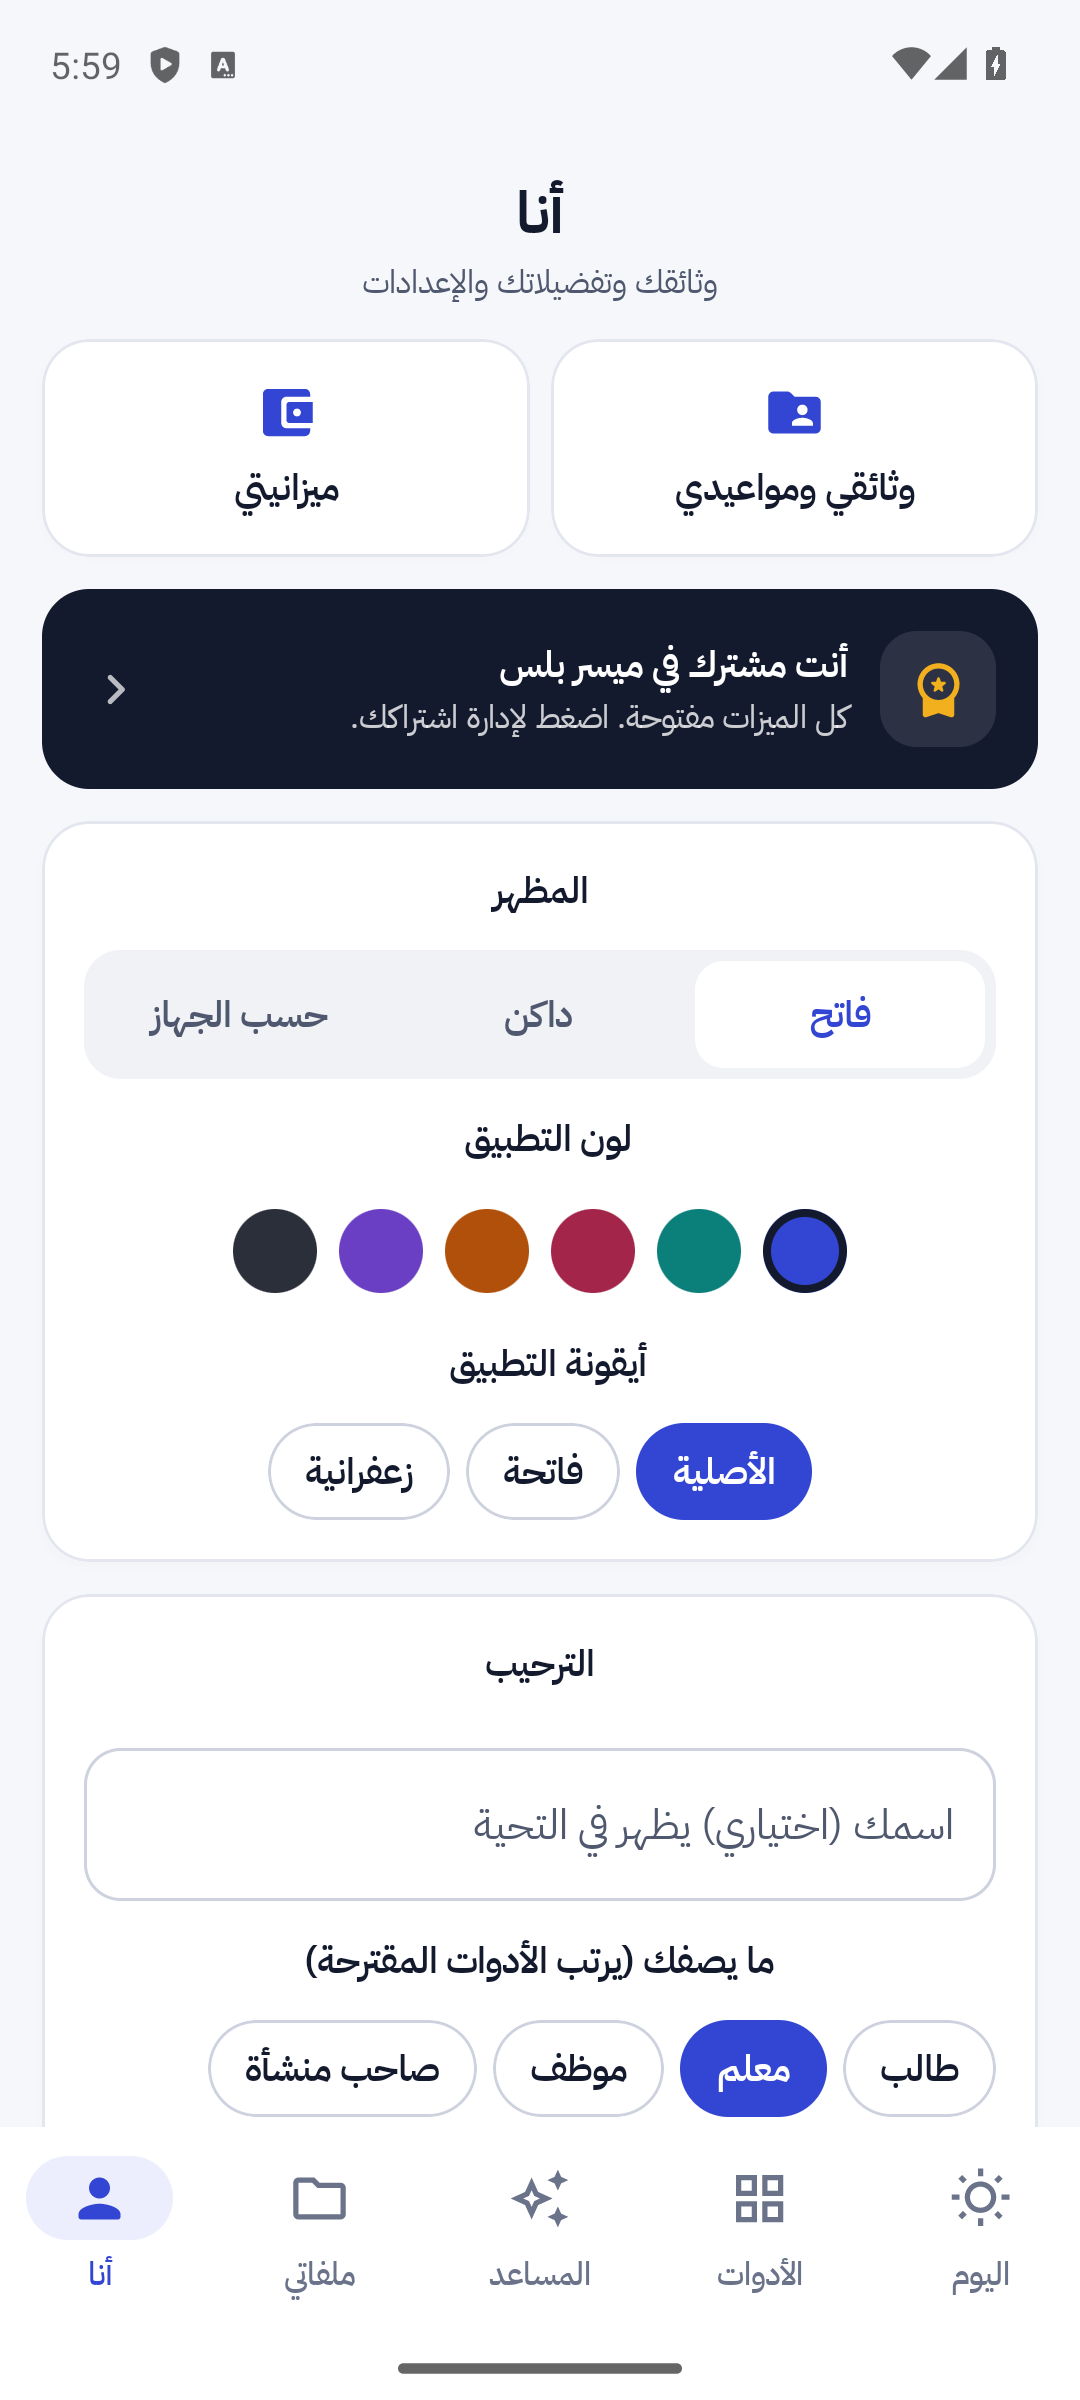 5:59
أنا
وثائقك وتفضيلاتك والإعدادات
وثائقي ومواعيدي
ميزانيتي
أنت مشترك في ميسر بلس
كل الميزات مفتوحة. اضغط لإدارة اشتراكك.
المظهر
فاتح داكن حسب الجهاز
لون التطبيق
أيقونة التطبيق
الأصلية فاتحة زعفرانية
الترحيب
اسمك (اختياري) يظهر في التحية
ما يصفك (يرتب الأدوات المقترحة)
طالب معلم موظف صاحب منشأة
اليوم الأدوات المساعد ملفاتي أنا